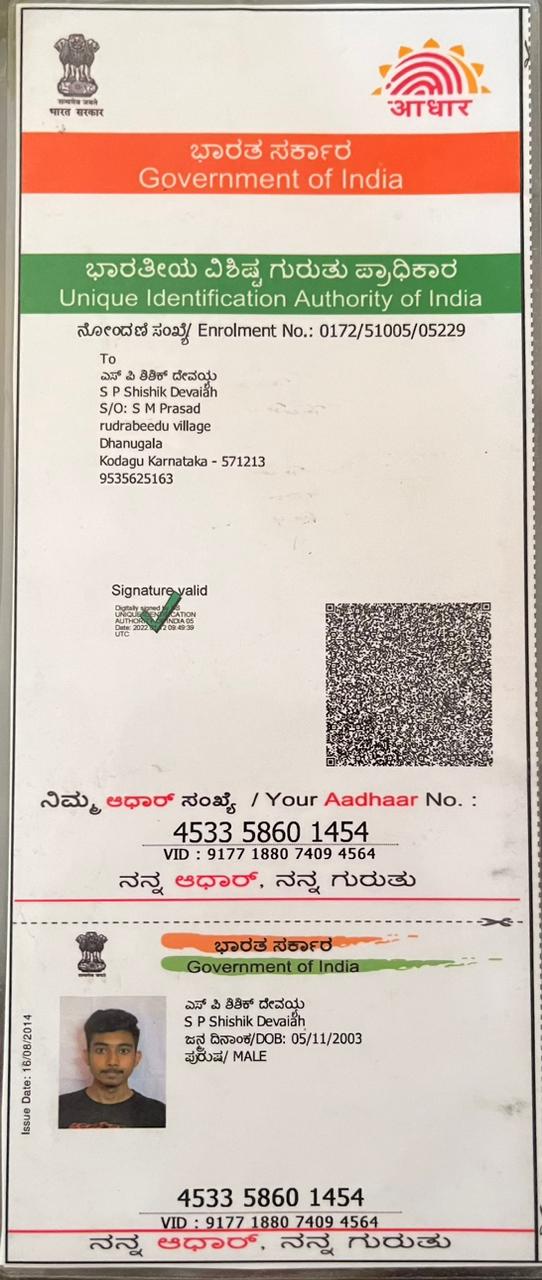 सत्यमेव जयते
भारत सरकार
आधार
ಭಾರತ ಸರ್ಕಾರ
Government of India
ಭಾರತೀಯ ವಿಶಿಷ್ಟ ಗುರುತು ಪ್ರಾಧಿಕಾರ
Unique Identification Authority of India
ನೋಂದಣಿ ಸಂಖ್ಯೆ/ Enrolment No.: 0172/51005/05229
To
ಎಸ್ ಪಿ ಶಿಶಿಕ್ ದೇವಯ್ಯ
S P Shishik Devaiah
S/O: S M Prasad
rudrabeedu village
Dhanugala
Kodagu Karnataka - 571213
9535625163
Signature valid
Digitally signed by
UNIQUE IDENTIFICATION
AUTHORITY OF INDIA 05
Date: 2022 09:49:39
UTC
ನಿಮ್ಮ ಆಧಾರ್ ಸಂಖ್ಯೆ / Your Aadhaar No. :
4533 5860 1454
VID : 9177 1880 7409 4564
ನನ್ನ ಆಧಾರ್, ನನ್ನ ಗುರುತು
ಭಾರತ ಸರ್ಕಾರ
Government of India
Issue Date: 16/08/2014
ಎಸ್ ಪಿ ಶಿಶಿಕ್ ದೇವಯ್ಯ
S P Shishik Devaiah
ಜನ್ಮ ದಿನಾಂಕ/DOB: 05/11/2003
ಪುರುಷ/ MALE
4533 5860 1454
VID : 9177 1880 7409 4564
ನನ್ನ ಆಧಾರ್, ನನ್ನ ಗುರುತು